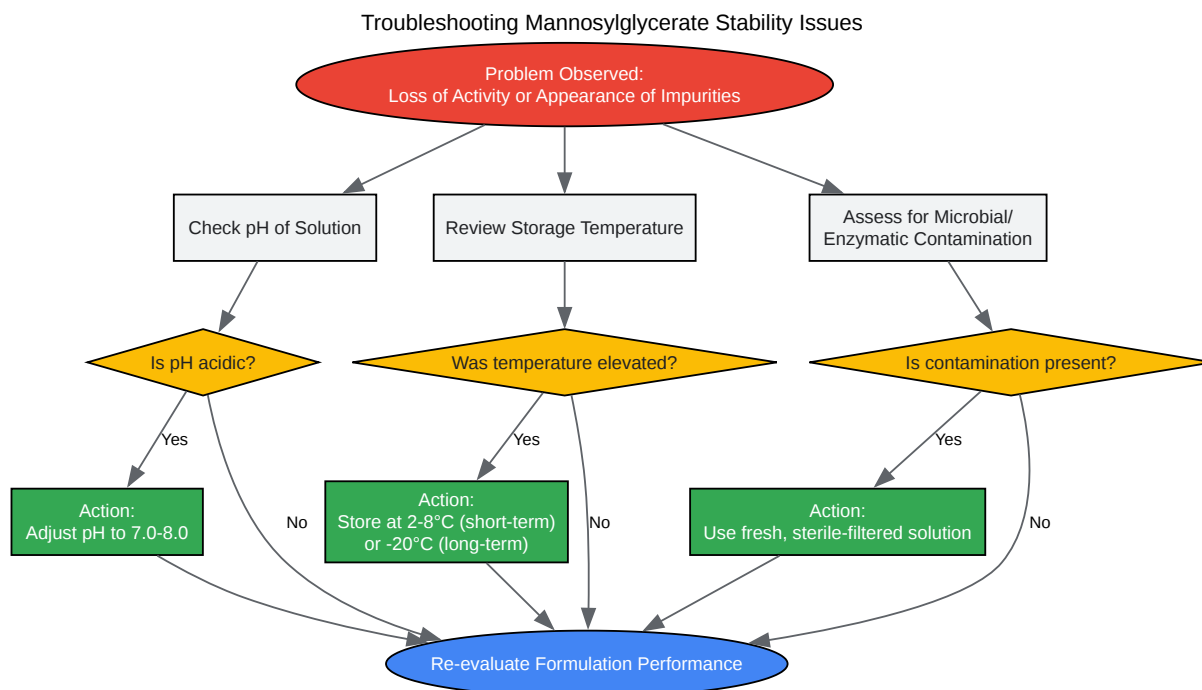 Troubleshooting Mannosylglycerate Stability Issues
Problem Observed:
Loss of Activity or Appearance of Impurities
Check pH of Solution
Review Storage Temperature
Assess for Microbial/
Enzymatic Contamination
Is pH acidic?
Was temperature elevated?
Is contamination present?
Yes
Yes
Yes
Action:
Adjust pH to 7.0-8.0
No
Action:
Store at 2-8°C (short-term)
or -20°C (long-term)
No
Action:
Use fresh, sterile-filtered solution
No
Re-evaluate Formulation Performance